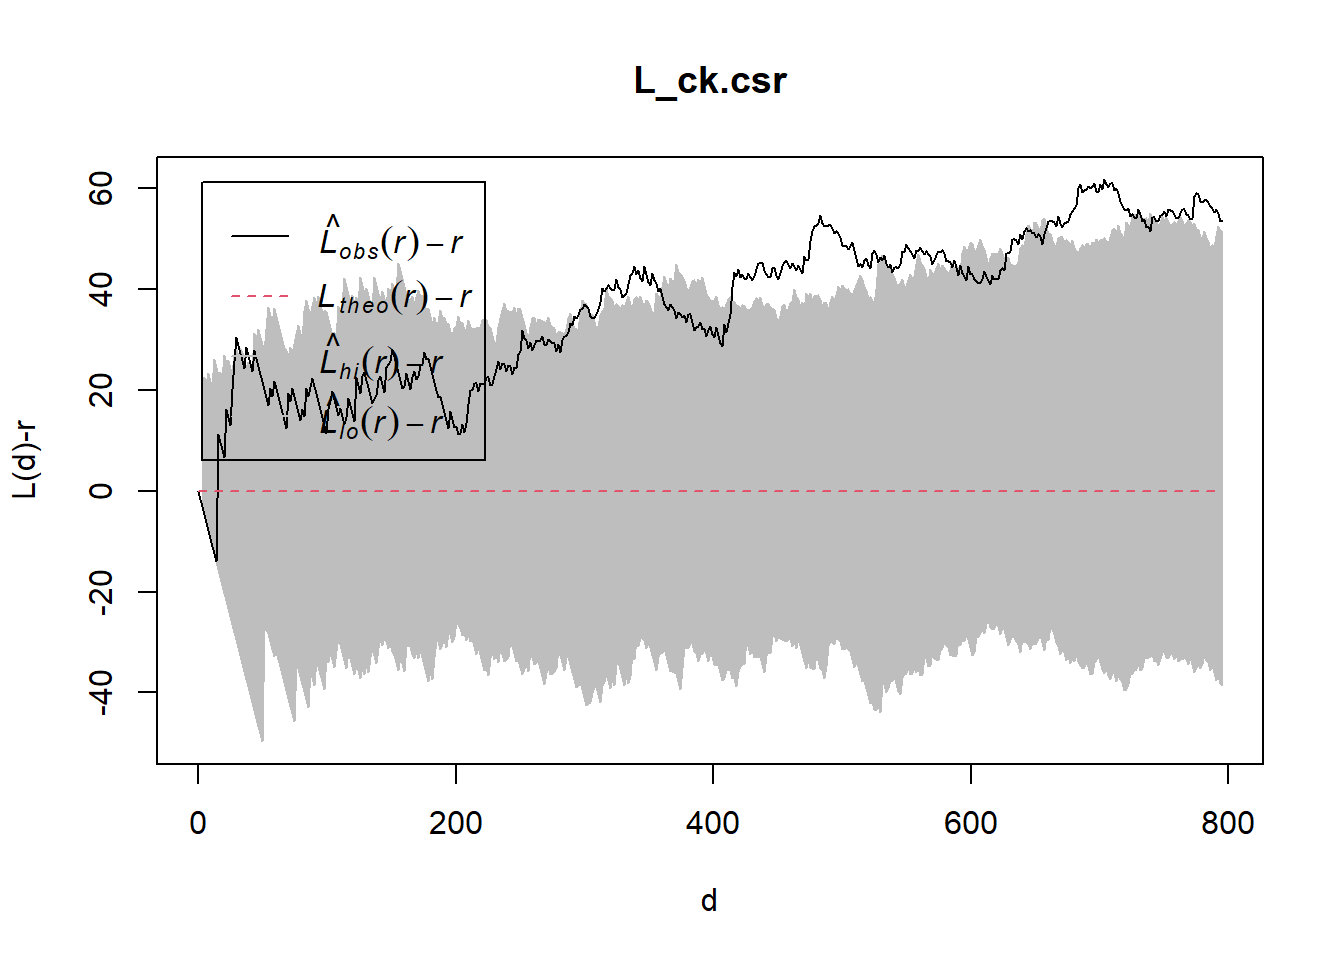 L_ck.csr
L̂obs(r) − r
Ltheo(r) − r
L̂hi(r) − r
L̂lo(r) − r
L(d)-r
60
40
20
0
-20
-40
0 200 400 600 800
d